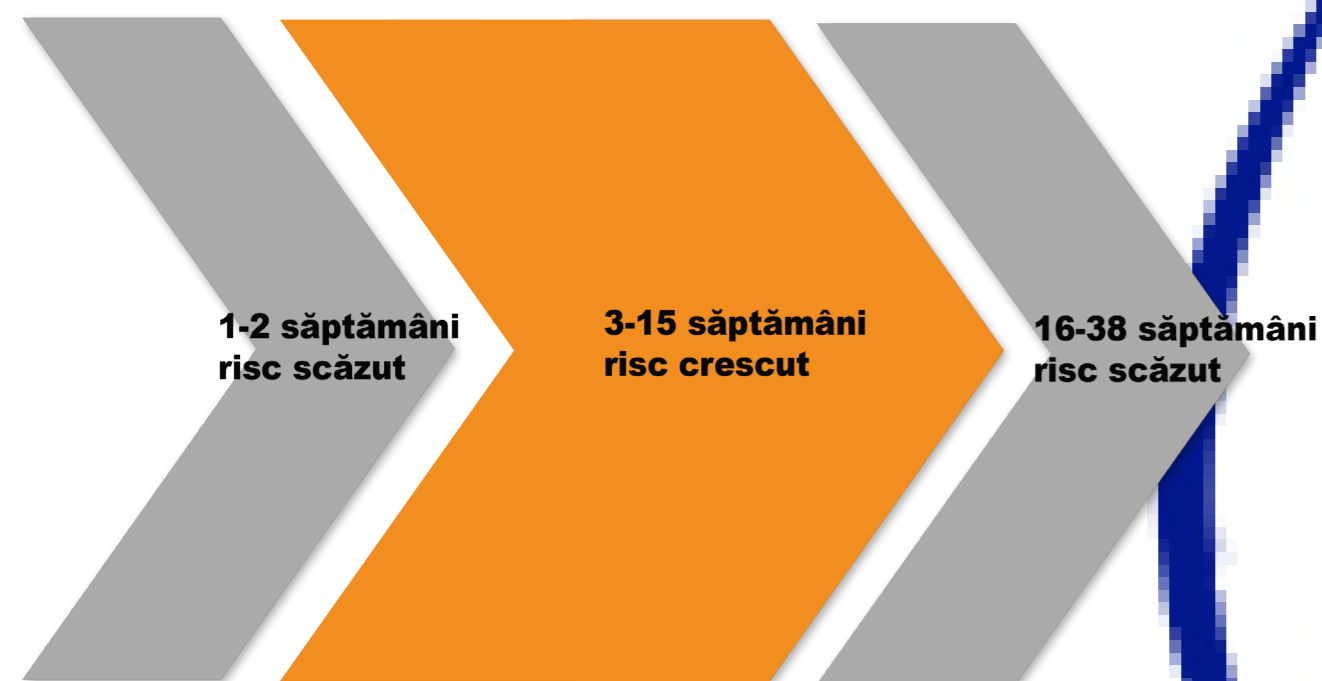 1-2 săptămâni
risc scăzut
3-15 săptămâni
risc crescut
16-38 săptămâni
risc scăzut